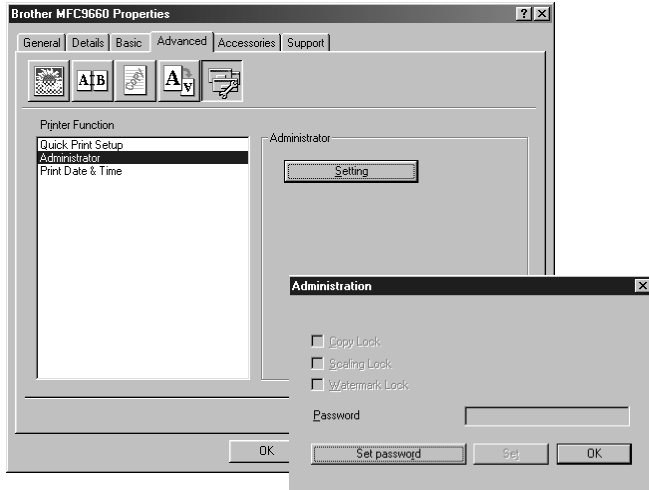 Brother MFC9660 Properties
General Details Basic Advanced Accessories Support
A B
A A
Printer Function
Quick Print Setup
Administrator
Print Date & Time
Administrator
Setting
OK
Administration
Copy Lock
Scaling Lock
Watermark Lock
Password
Set password Set OK